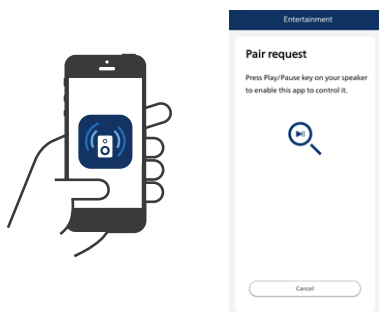 Entertainment
Pair request
Press Play/Pause key on your speaker
to enable this app to control it.
Cancel